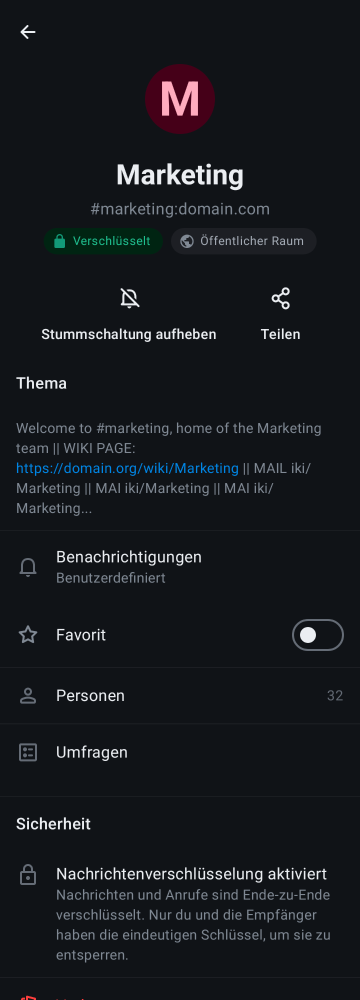 M
Marketing
#marketing:domain.com
Verschlüsselt Öffentlicher Raum
Stummschaltung aufheben Teilen
Thema
Welcome to #marketing, home of the Marketing
team || WIKI PAGE:
https://domain.org/wiki/Marketing || MAIL iki/
Marketing || MAI iki/Marketing || MAI iki/
Marketing...
Benachrichtigungen
Benutzerdefiniert
Favorit
Personen 32
Umfragen
Sicherheit
Nachrichtenverschlüsselung aktiviert
Nachrichten und Anrufe sind Ende-zu-Ende
verschlüsselt. Nur du und die Empfänger
haben die eindeutigen Schlüssel, um sie zu
entsperren.